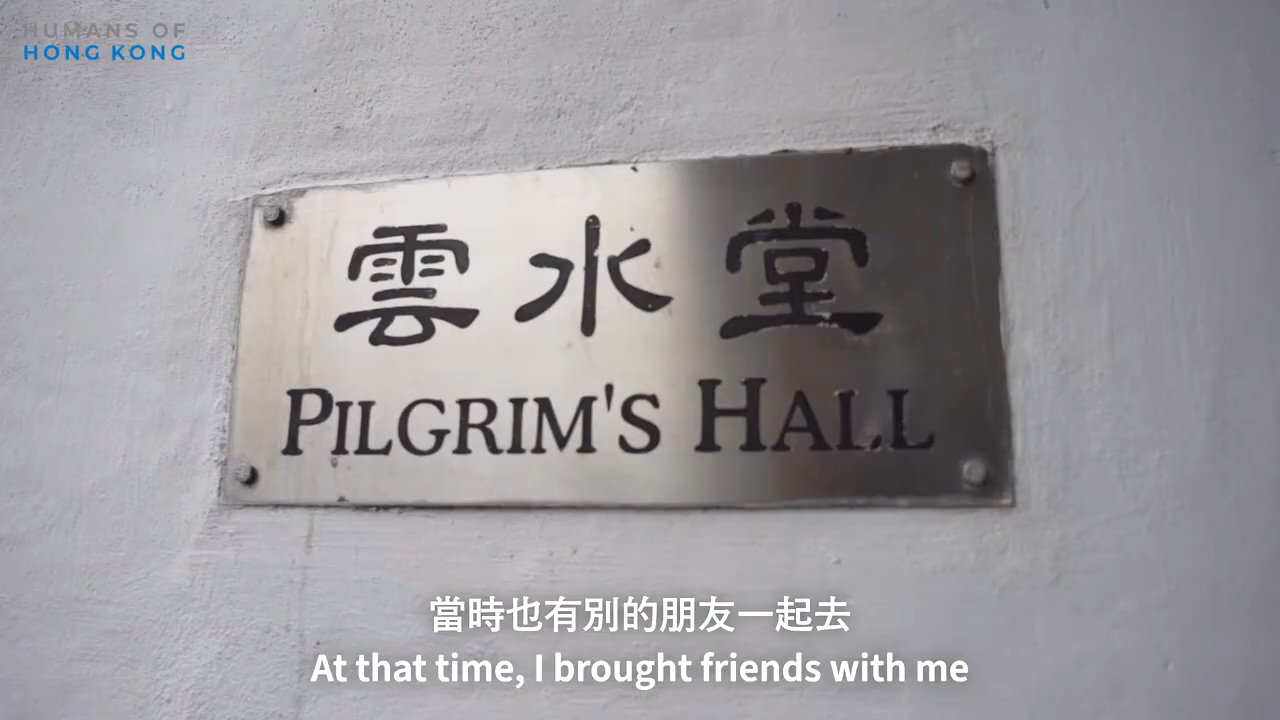 HUMANS OF
HONG KONG
雲水堂
PILGRIM'S HALL
當時也有別的朋友一起去
At that time, I brought friends with me